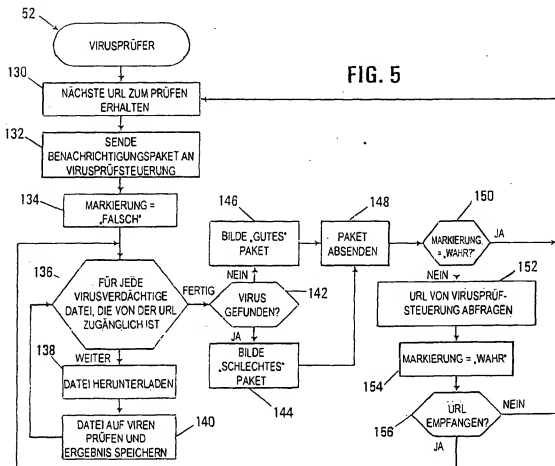 52
VIRUSPRÜFER
FIG. 5
130
NÄCHSTE URL ZUM PRÜFEN
ERHALTEN
132
SENDE
BENACHRICHTIGUNGSPAKET AN
VIRUSPRÜFSTEUERUNG
134
MARKIERUNG =
„FALSCH"
136
FÜR JEDE
VIRUSVERDÄCHTIGE
DATEI, DIE VON DER URL
ZUGÄNGLICH IST
FERTIG
WEITER
138
DATEI HERUNTERLADEN
DATEI AUF VIREN
PRÜFEN UND
ERGEBNIS SPEICHERN
140
146
BILDE „GUTES"
PAKET
NEIN
VIRUS
GEFUNDEN?
142
JA
BILDE
„SCHLECHTES"
PAKET
144
148
PAKET
ABSENDEN
150
MARKIERUNG
= „WAHR?"
JA
NEIN
152
URL VON VIRUSPRÜF-
STEUERUNG ABFRAGEN
MARKIERUNG = „WAHR"
154
URL
EMPFANGEN?
156
NEIN
JA